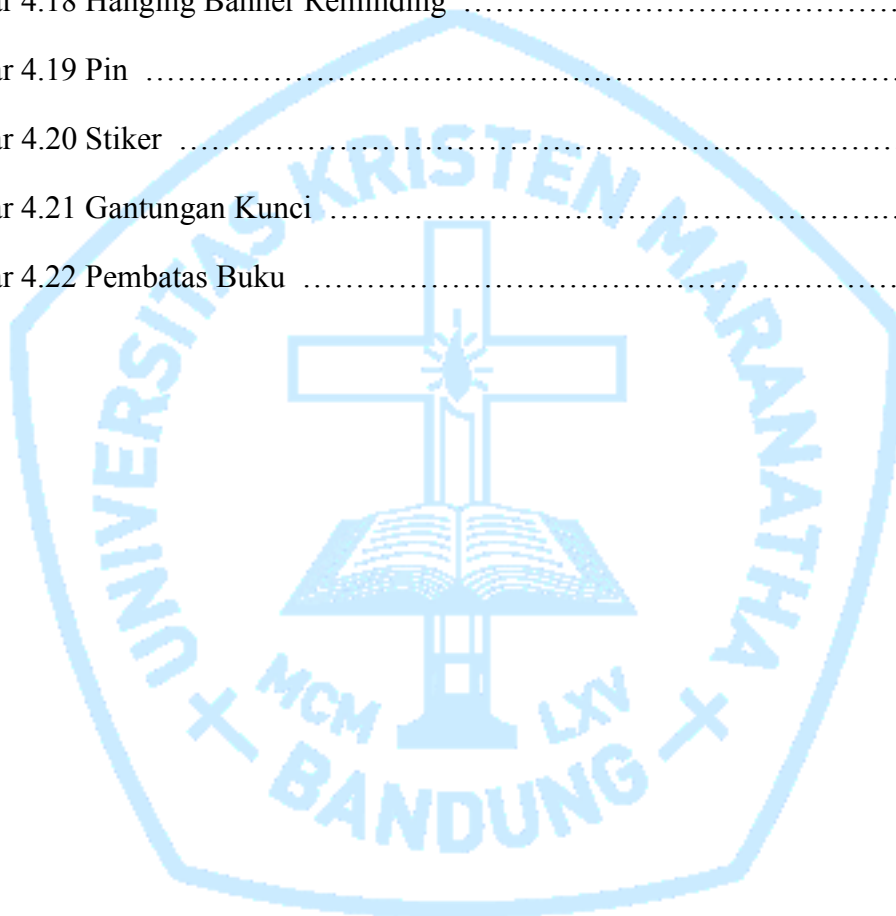 ar 4.18 Hanging Banner Reminding ……………………………………
ar 4.19 Pin ……………………………………………………………………
ar 4.20 Stiker …………………………………………………………………
ar 4.21 Gantungan Kunci ……………………………………………………
ar 4.22 Pembatas Buku ………………………………………………………
UNIVERSITAS KRISTEN MARANATHA
MCM LXV
BANDUNG